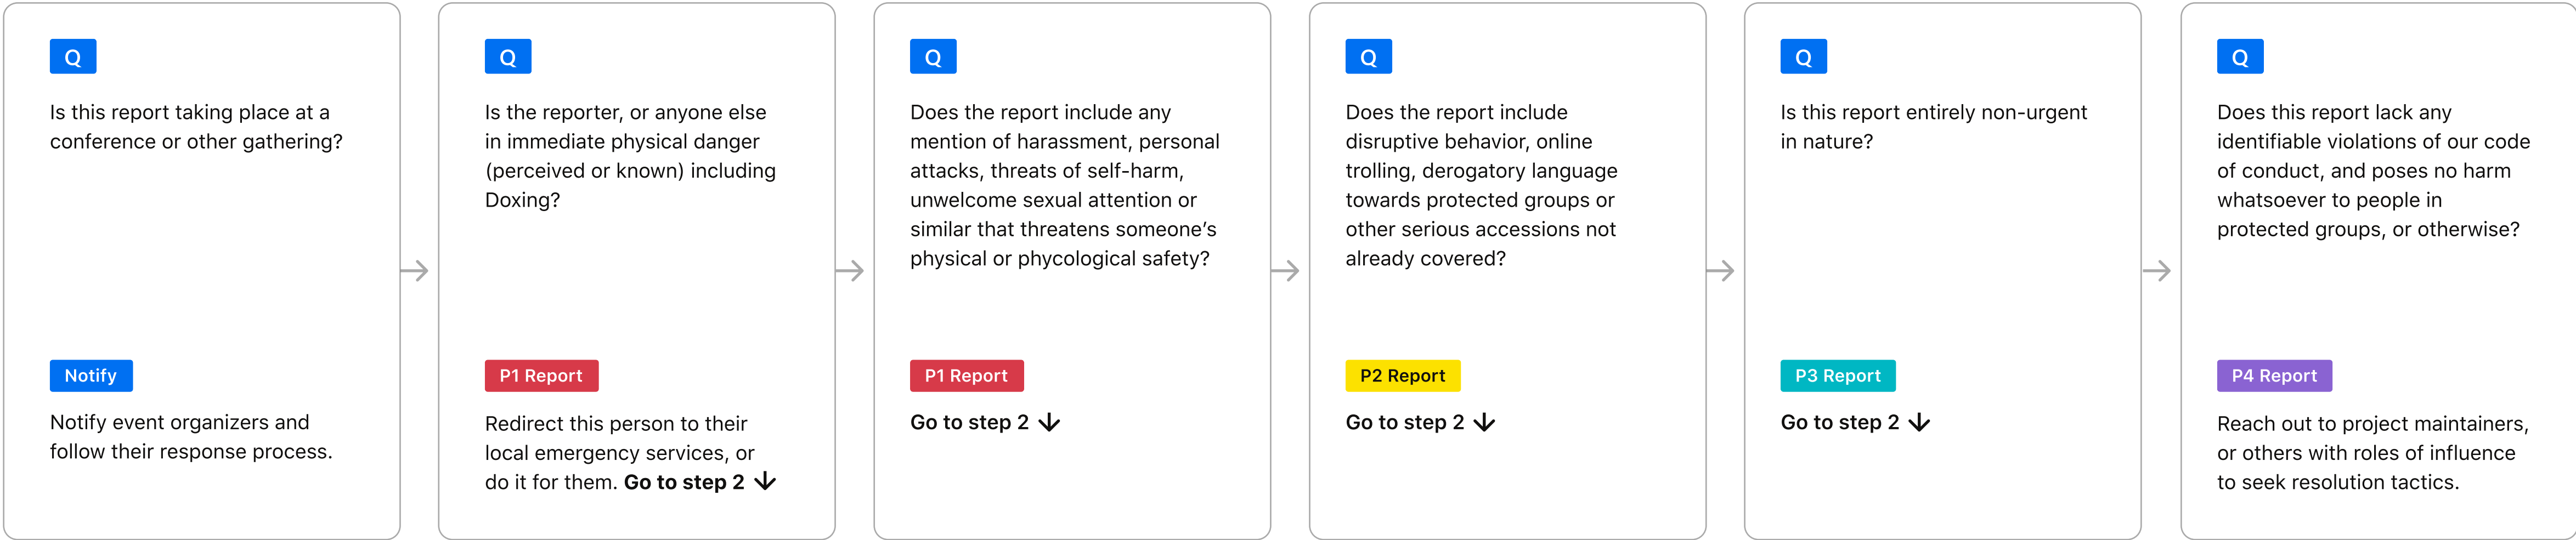 Q
Is this report taking place at a
conference or other gathering?
Notify
Notify event organizers and
follow their response process.
Q
Is the reporter, or anyone else
in immediate physical danger
(perceived or known) including
Doxing?
P1 Report
Redirect this person to their
local emergency services, or
do it for them. Go to step 2 ↓
Q
Does the report include any
mention of harassment, personal
attacks, threats of self-harm,
unwelcome sexual attention or
similar that threatens someone’s
physical or phycological safety?
P1 Report
Go to step 2 ↓
Q
Does the report include
disruptive behavior, online
trolling, derogatory language
towards protected groups or
other serious accessions not
already covered?
P2 Report
Go to step 2 ↓
Q
Is this report entirely non-urgent
in nature?
P3 Report
Go to step 2 ↓
Q
Does this report lack any
identifiable violations of our code
of conduct, and poses no harm
whatsoever to people in
protected groups, or otherwise?
P4 Report
Reach out to project maintainers,
or others with roles of influence
to seek resolution tactics.